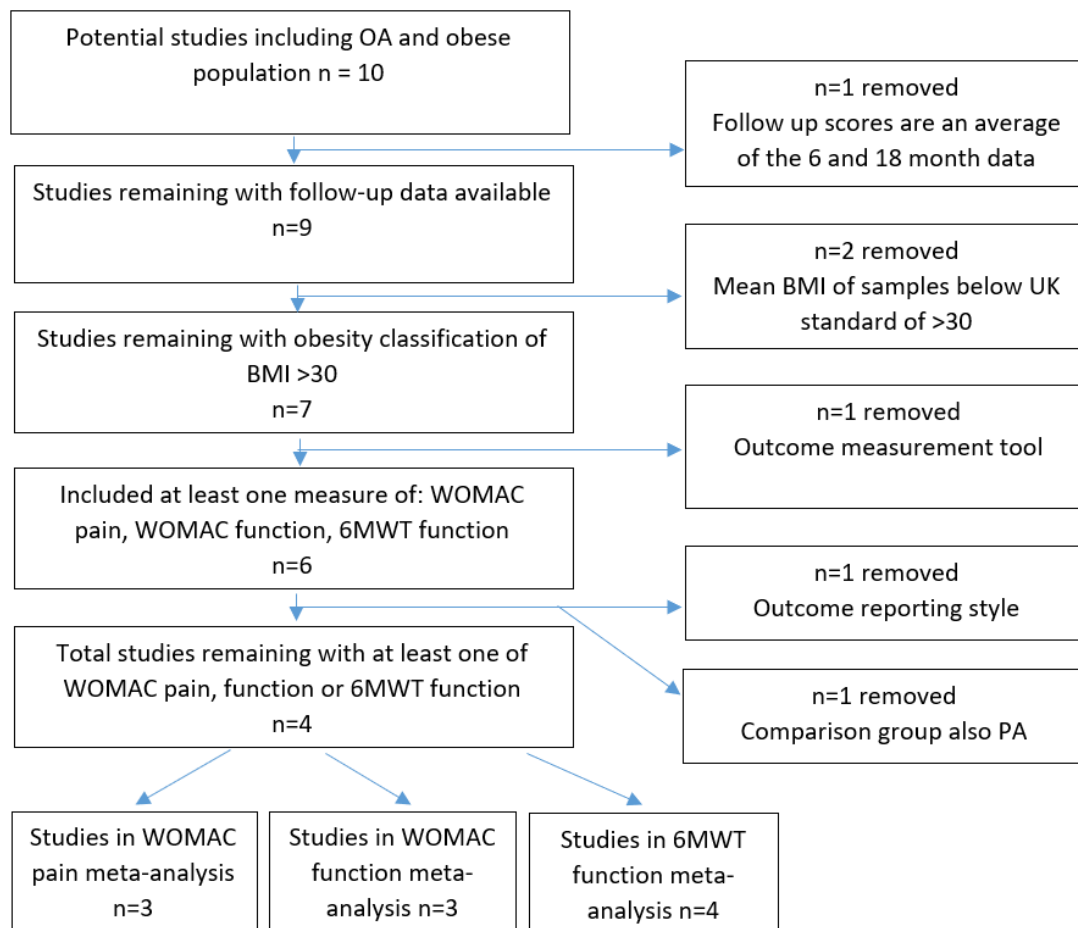 Potential studies including OA and obese
population n = 10
n=1 removed
Follow up scores are an average
of the 6 and 18 month data
Studies remaining with follow-up data available
n=9
n=2 removed
Mean BMI of samples below UK
standard of >30
Studies remaining with obesity classification of
BMI >30
n=7
n=1 removed
Outcome measurement tool
Included at least one measure of: WOMAC
pain, WOMAC function, 6MWT function
n=6
n=1 removed
Outcome reporting style
Total studies remaining with at least one of
WOMAC pain, function or 6MWT function
n=4
n=1 removed
Comparison group also PA
Studies in WOMAC
pain meta-analysis
n=3
Studies in WOMAC
function meta-
analysis n=3
Studies in 6MWT
function meta-
analysis n=4